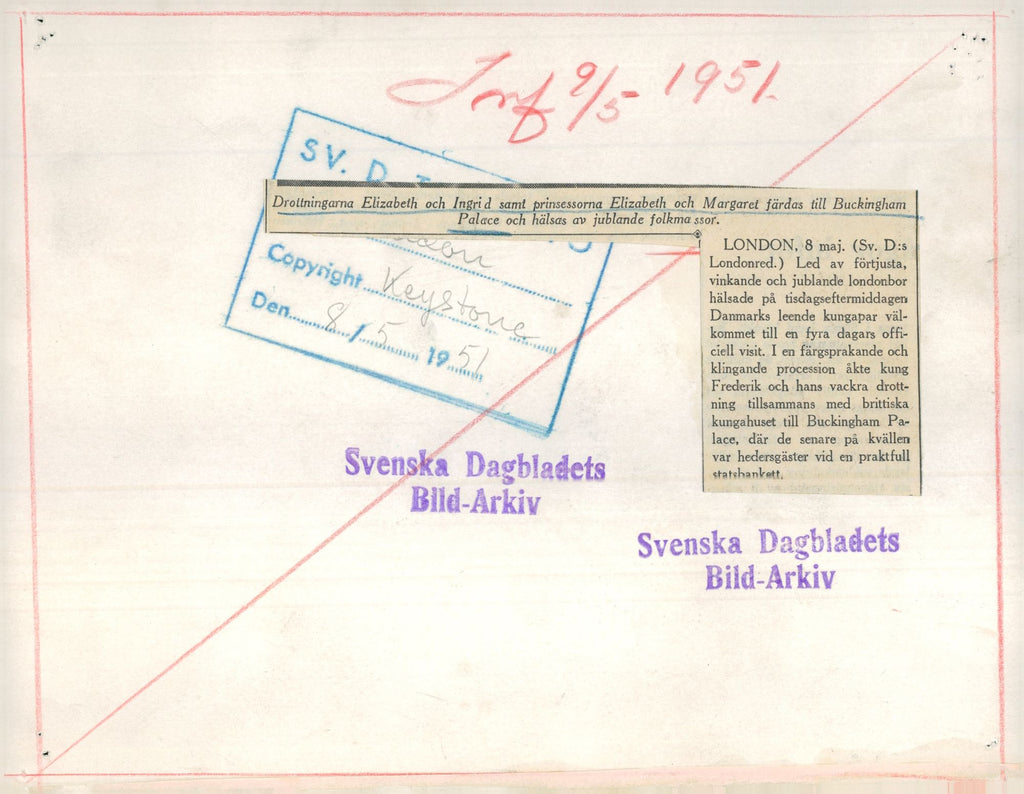 Inf 9/5 1951.
SV. D.
Drottningarna Elizabeth och Ingrid samt prinsessorna Elizabeth och Margaret färdas till Buckingham
Palace och hälsas av jublande folkmassor.
Copyright Keystone
Den 8/5 1951
LONDON, 8 maj. (Sv. D:s
Londonred.) Led av förtjusta,
vinkande och jublande londonbor
hälsade på tisdagseftermiddagen
Danmarks leende kungapar väl-
kommet till en fyra dagars offi-
ciell visit. I en färgsprakande och
klingande procession åkte kung
Frederik och hans vackra drott-
ning tillsammans med brittiska
kungahuset till Buckingham Pa-
lace, där de senare på kvällen
var hedersgäster vid en praktfull
statsbankett.
Svenska Dagbladets
Bild-Arkiv
Svenska Dagbladets
Bild-Arkiv